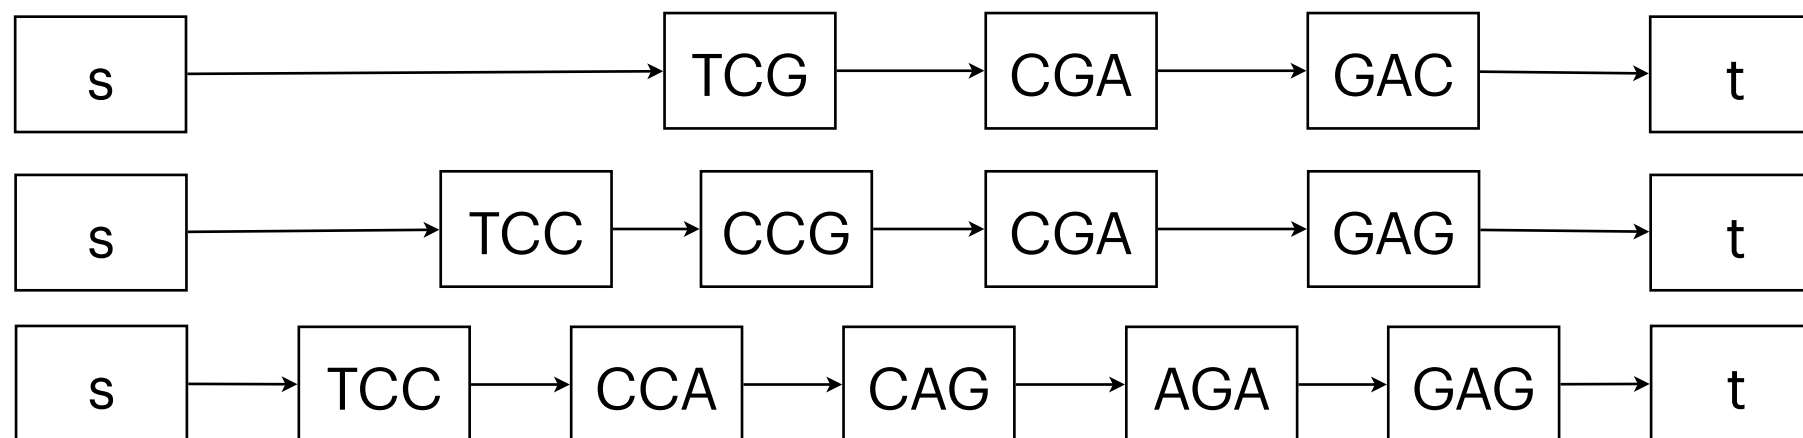 s TCG CGA GAC t
s TCC CCG CGA GAG t
s TCC CCA CAG AGA GAG t